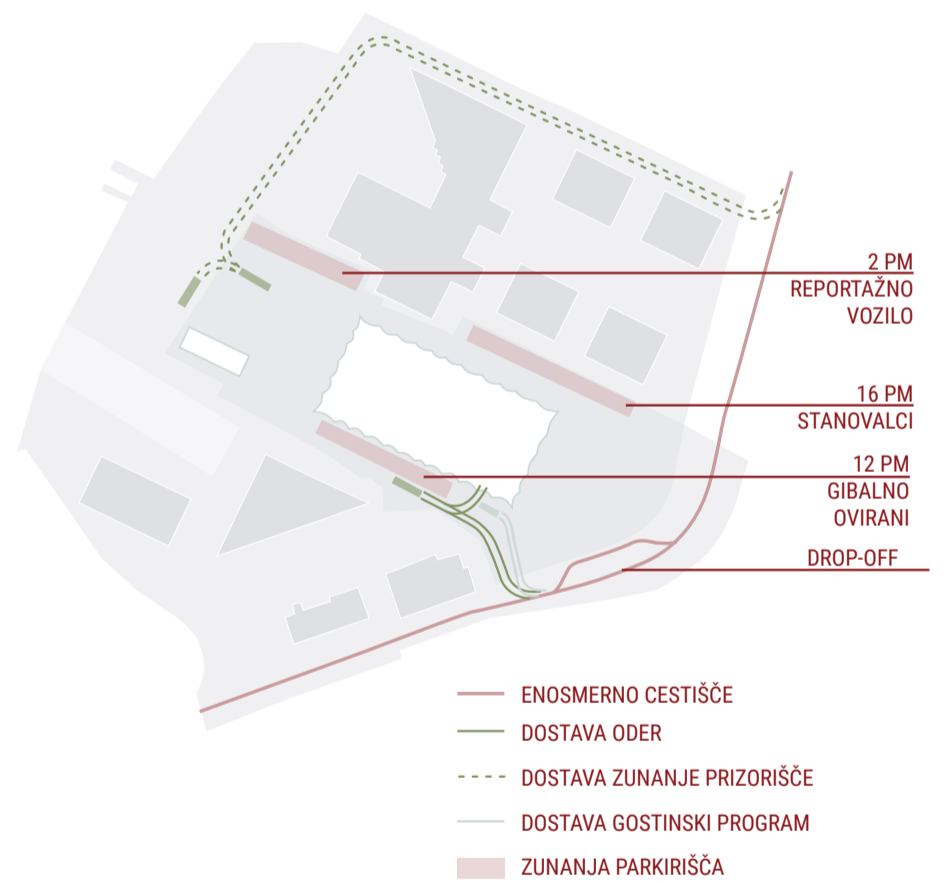 2 PM
REPORTAŽNO
VOZILO
16 PM
STANOVALCI
12 PM
GIBALNO
OVIRANI
DROP-OFF
ENOSMERNO CESTIŠČE
DOSTAVA ODER
DOSTAVA ZUNANJE PRIZORIŠČE
DOSTAVA GOSTINSKI PROGRAM
ZUNANJA PARKIRIŠČA